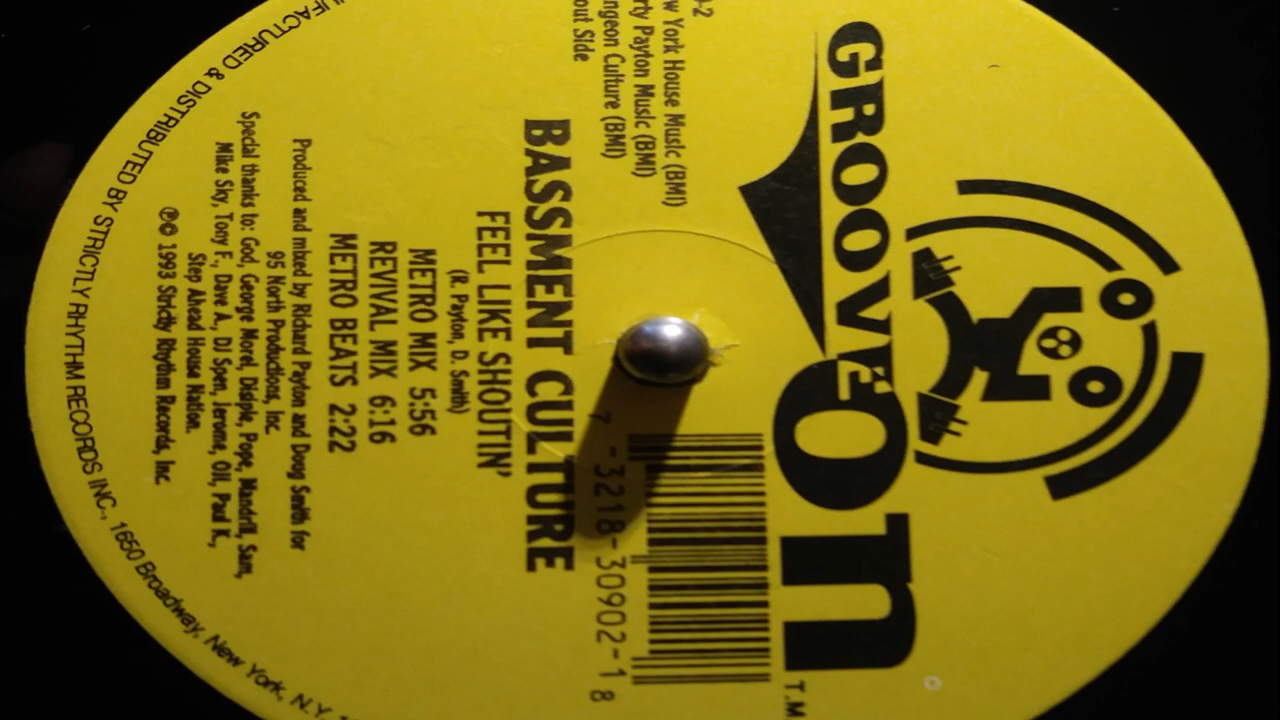 GROOVE
on
T.M
-2
w York House Music (BMI)
rty Payton Music (BMI)
ngeon Culture (BMI)
out Side
7 -3218-30902-1 8
BASSMENT CULTURE
FEEL LIKE SHOUTIN'
(R. Payton, D. Smith)
METRO MIX 5:56
REVIVAL MIX 6:16
METRO BEATS 2:22
Produced and mixed by Richard Payton and Doug Smith for
95 North Productions, Inc.
Special thanks to: God, George Morel, Disiple, Pope, Mandrill, Sam,
Mike Sky, Tony F., Dave A., DJ Spen, Jerome, Oli, Paul K.,
Step Ahead House Nation.
℗© 1993 Strictly Rhythm Records, Inc.
UFACTURED & DISTRIBUTED BY STRICTLY RHYTHM RECORDS INC., 1650 Broadway, New York, N.Y.